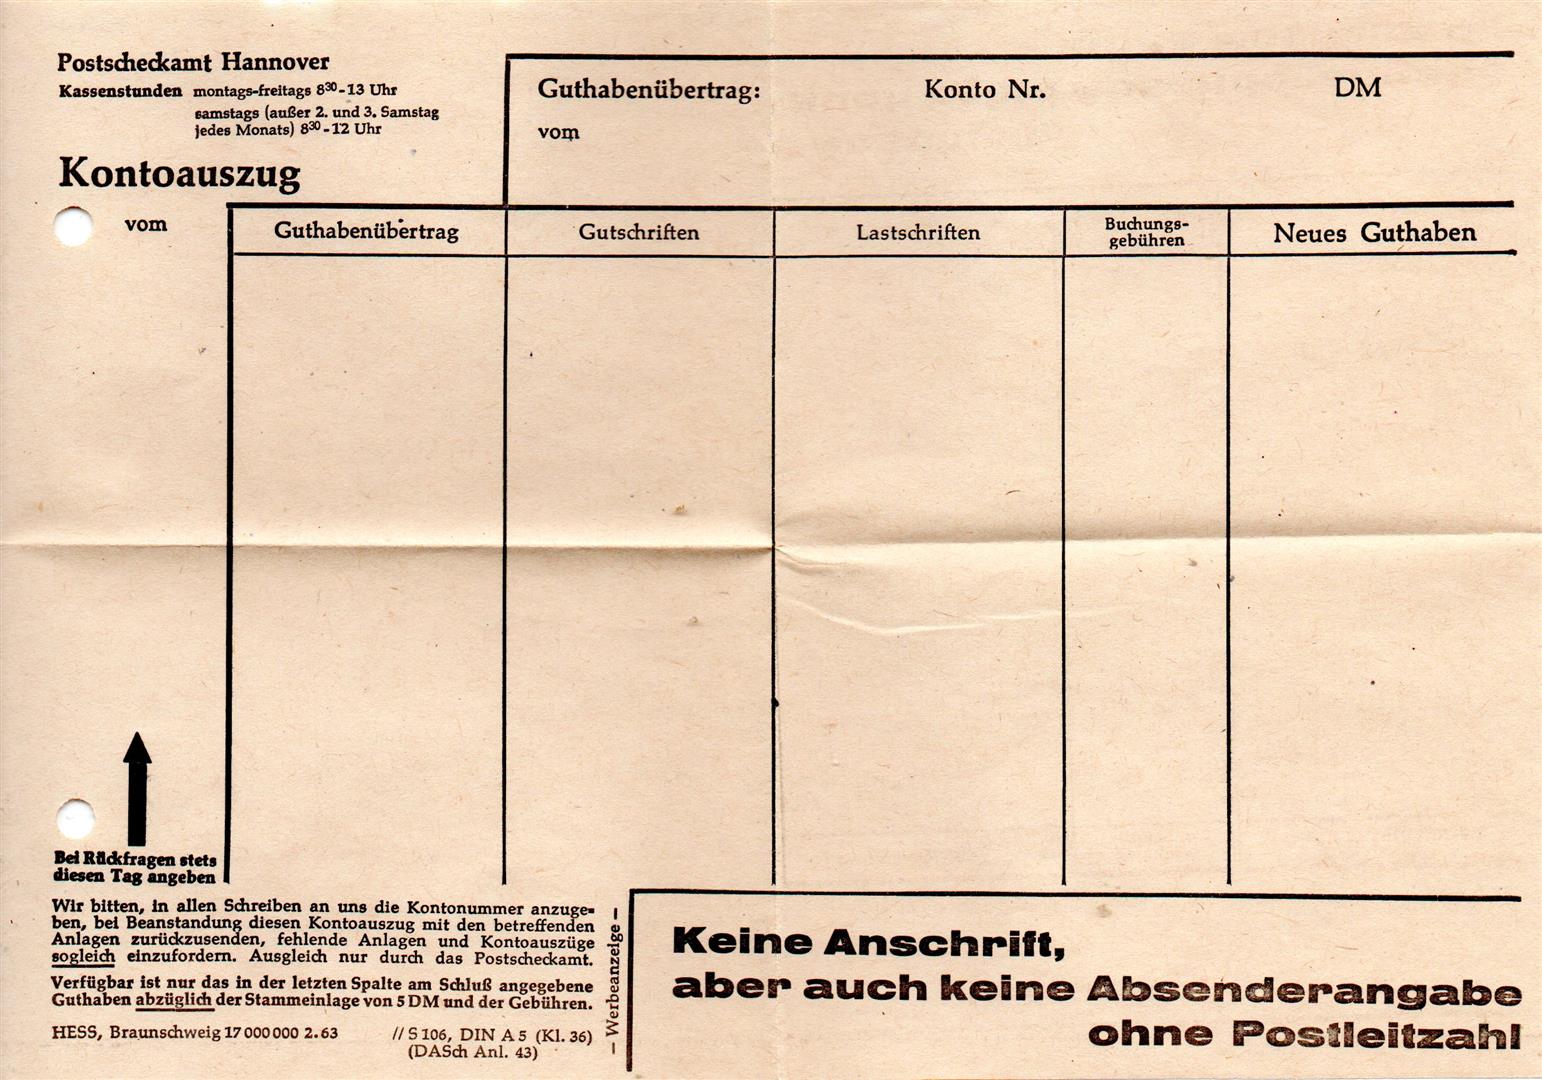 Postscheckamt Hannover
Kassenstunden montags-freitags 8³⁰-13 Uhr
samstags (außer 2. und 3. Samstag
jedes Monats) 8³⁰-12 Uhr
Kontoauszug
vom
Guthabenübertrag: Konto Nr. DM
vom
Guthabenübertrag Gutschriften Lastschriften Buchungs-
gebühren Neues Guthaben
Bei Rückfragen stets
diesen Tag angeben
Wir bitten, in allen Schreiben an uns die Kontonummer anzuge-
ben, bei Beanstandung diesen Kontoauszug mit den betreffenden
Anlagen zurückzusenden, fehlende Anlagen und Kontoauszüge
sogleich einzufordern. Ausgleich nur durch das Postscheckamt.
Verfügbar ist nur das in der letzten Spalte am Schluß angegebene
Guthaben abzüglich der Stammeinlage von 5 DM und der Gebühren.
HESS, Braunschweig 17 000 000 2.63 // S 106, DIN A 5 (Kl. 36)
(DASch Anl. 43)
– Werbeanzeige –
Keine Anschrift,
aber auch keine Absenderangabe
ohne Postleitzahl